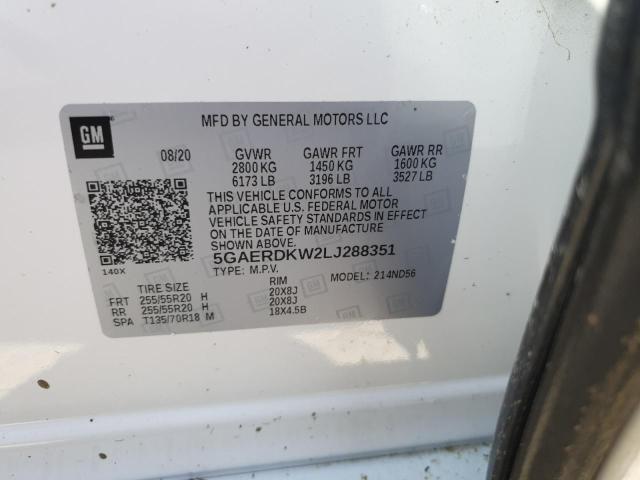 GM
MFD BY GENERAL MOTORS LLC
08/20 GVWR GAWR FRT GAWR RR
2800 KG 1450 KG 1600 KG
6173 LB 3196 LB 3527 LB
THIS VEHICLE CONFORMS TO ALL
APPLICABLE U.S. FEDERAL MOTOR
VEHICLE SAFETY STANDARDS IN EFFECT
ON THE DATE OF MANUFACTURE
SHOWN ABOVE.
5GAERDKW2LJ288351
140X
TYPE: M.P.V. MODEL: 214ND56
TIRE SIZE RIM
FRT 255/55R20 H 20X8J
RR 255/55R20 H 20X8J
SPA T135/70R18 M 18X4.5B